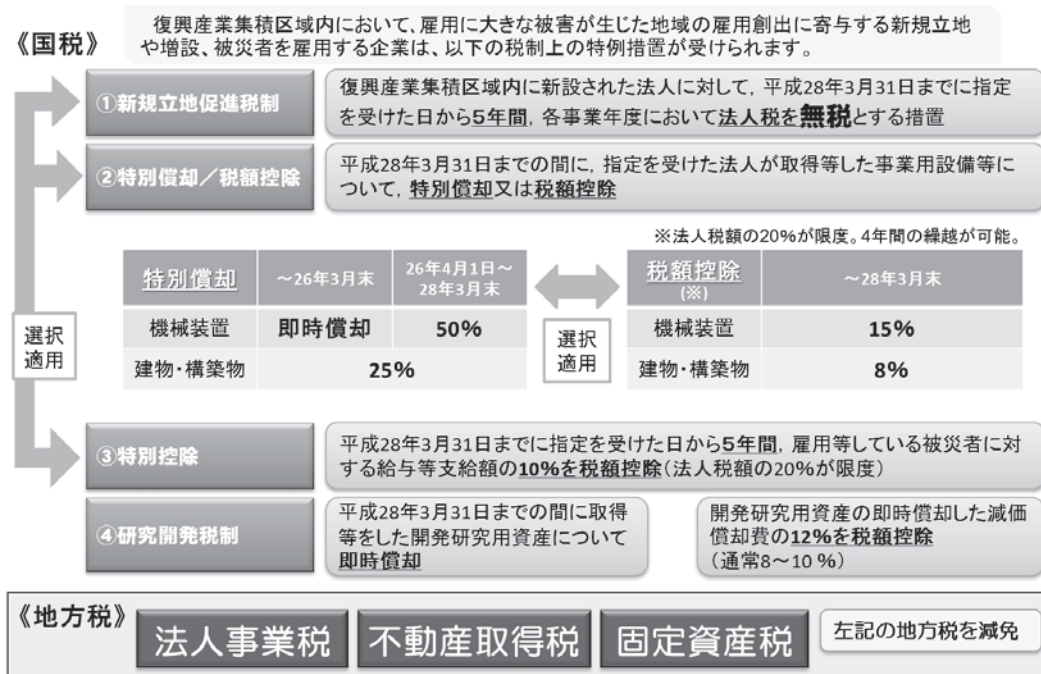 《国税》
復興産業集積区域内において、雇用に大きな被害が生じた地域の雇用創出に寄与する新規立地
や増設、被災者を雇用する企業は、以下の税制上の特例措置が受けられます。
①新規立地促進税制
復興産業集積区域内に新設された法人に対して，平成28年3月31日までに指定
を受けた日から5年間，各事業年度において法人税を無税とする措置
②特別償却／税額控除
平成28年3月31日までの間に，指定を受けた法人が取得等した事業用設備等に
ついて，特別償却又は税額控除
※法人税額の20%が限度。4年間の繰越が可能。
特別償却
～26年3月末
26年4月1日～
28年3月末
機械装置
即時償却
50%
建物・構築物
25%
選択
適用
税額控除
(※)
～28年3月末
機械装置
15%
建物・構築物
8%
選択
適用
③特別控除
平成28年3月31日までに指定を受けた日から5年間，雇用等している被災者に対
する給与等支給額の10%を税額控除（法人税額の20%が限度）
④研究開発税制
平成28年3月31日までの間に取得
等をした開発研究用資産について
即時償却
開発研究用資産の即時償却した減価
償却費の12%を税額控除
（通常8～10 %）
《地方税》
法人事業税
不動産取得税
固定資産税
左記の地方税を減免